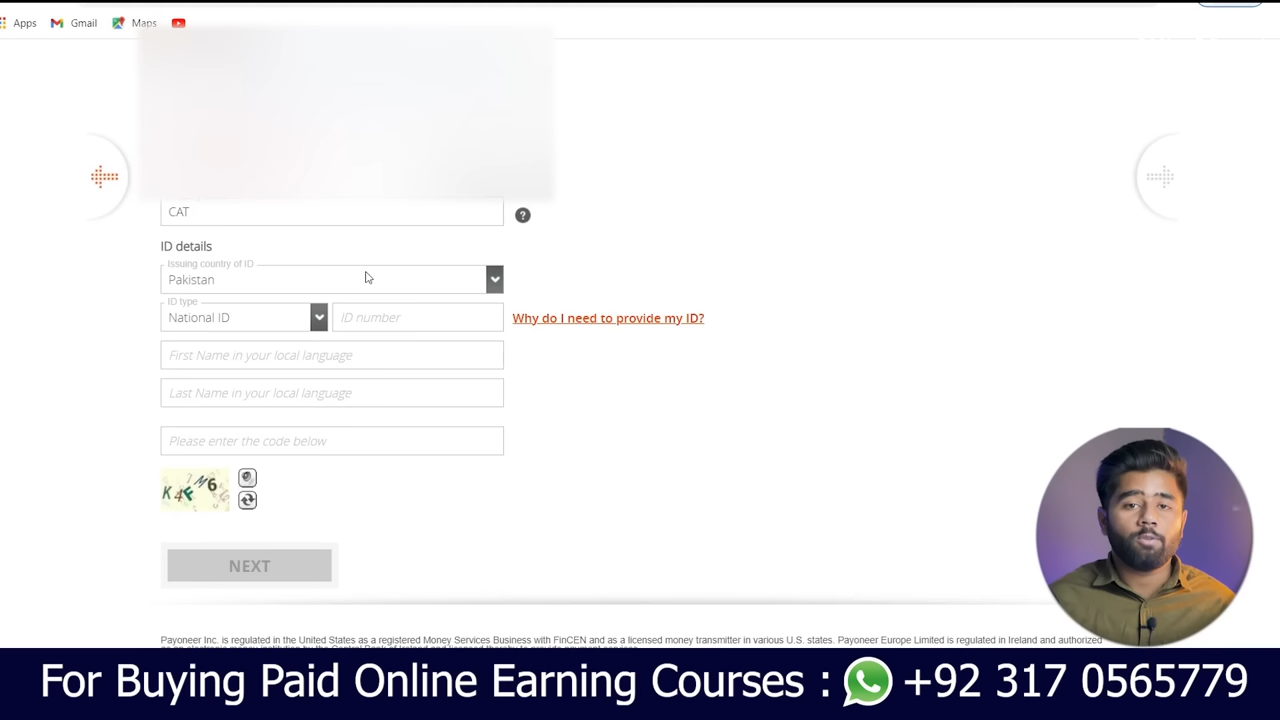 Apps Gmail Maps
CAT
?
ID details
Issuing country of ID
Pakistan
ID type
National ID
ID number
Why do I need to provide my ID?
First Name in your local language
Last Name in your local language
Please enter the code below
K4FM6
NEXT
Payoneer Inc. is regulated in the United States as a registered Money Services Business with FinCEN and as a licensed money transmitter in various U.S. states. Payoneer Europe Limited is regulated in Ireland and authorized
For Buying Paid Online Earning Courses : +92 317 0565779